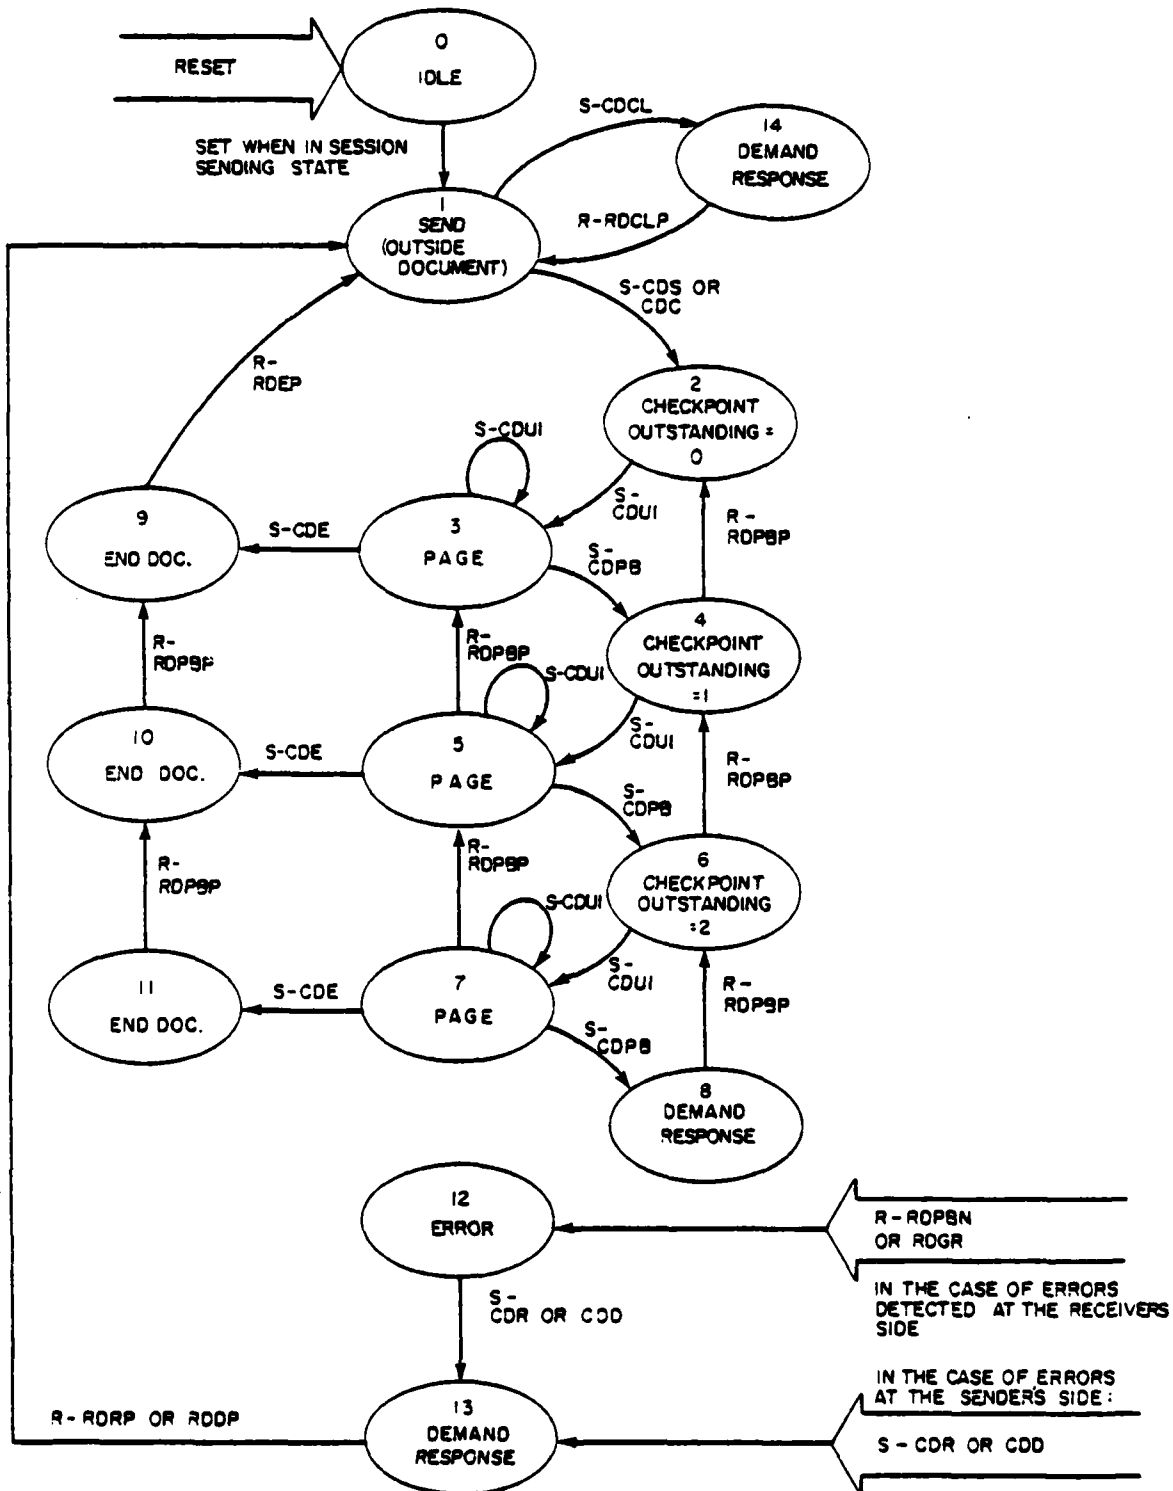 0
IDLE
RESET
SET WHEN IN SESSION
SENDING STATE
S-CDCL
14
DEMAND
RESPONSE
R-RDCLP
1
SEND
(OUTSIDE
DOCUMENT)
S-CDS OR
CDC
R-
RDEP
2
CHECKPOINT
OUTSTANDING =
0
S-CDUI
S-
CDUI
R-
RDPBP
9
END DOC.
S-CDE
3
PAGE
S-
CDPB
4
CHECKPOINT
OUTSTANDING
=1
R-
RDPBP
R-
RDPBP
S-CDUI
S-
CDUI
R-
RDPBP
10
END DOC.
S-CDE
5
PAGE
S-
CDPB
6
CHECKPOINT
OUTSTANDING
=2
R-
RDPBP
R-
RDPBP
S-CDUI
S-
CDUI
R-
RDPBP
11
END DOC.
S-CDE
7
PAGE
S-
CDPB
8
DEMAND
RESPONSE
12
ERROR
R-RDPBN
OR RDGR
IN THE CASE OF ERRORS
DETECTED AT THE RECEIVERS
SIDE
S-
CDR OR CDD
IN THE CASE OF ERRORS
AT THE SENDER'S SIDE:
R-RDRP OR RDDP
13
DEMAND
RESPONSE
S-CDR OR CDD